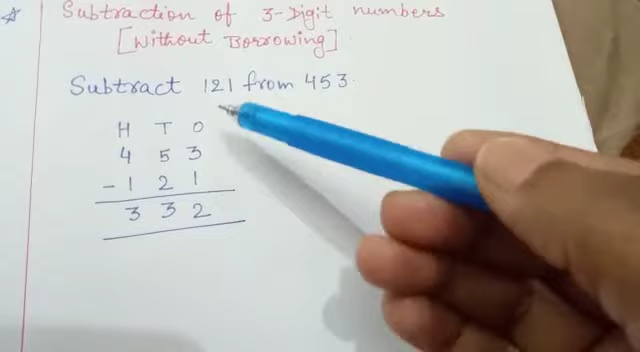 Subtraction of 3-Digit numbers
[Without Borrowing]
Subtract 121 from 453.
H T O
4 5 3
- 1 2 1
3 3 2